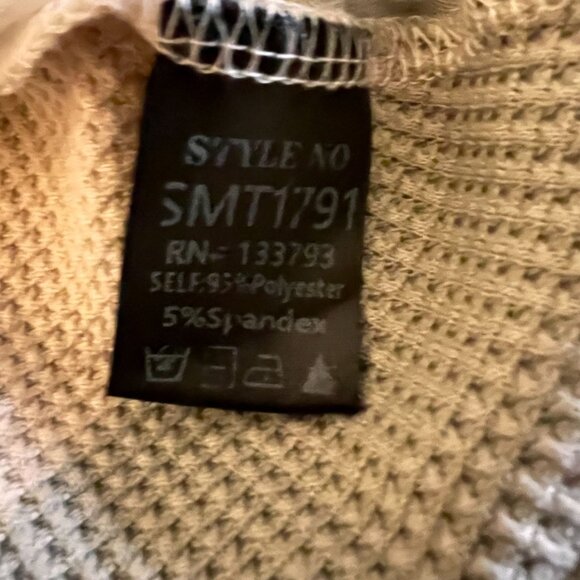 STYLE NO
SMT1791
RN= 133793
SELF:95%Polyester
5%Spandex